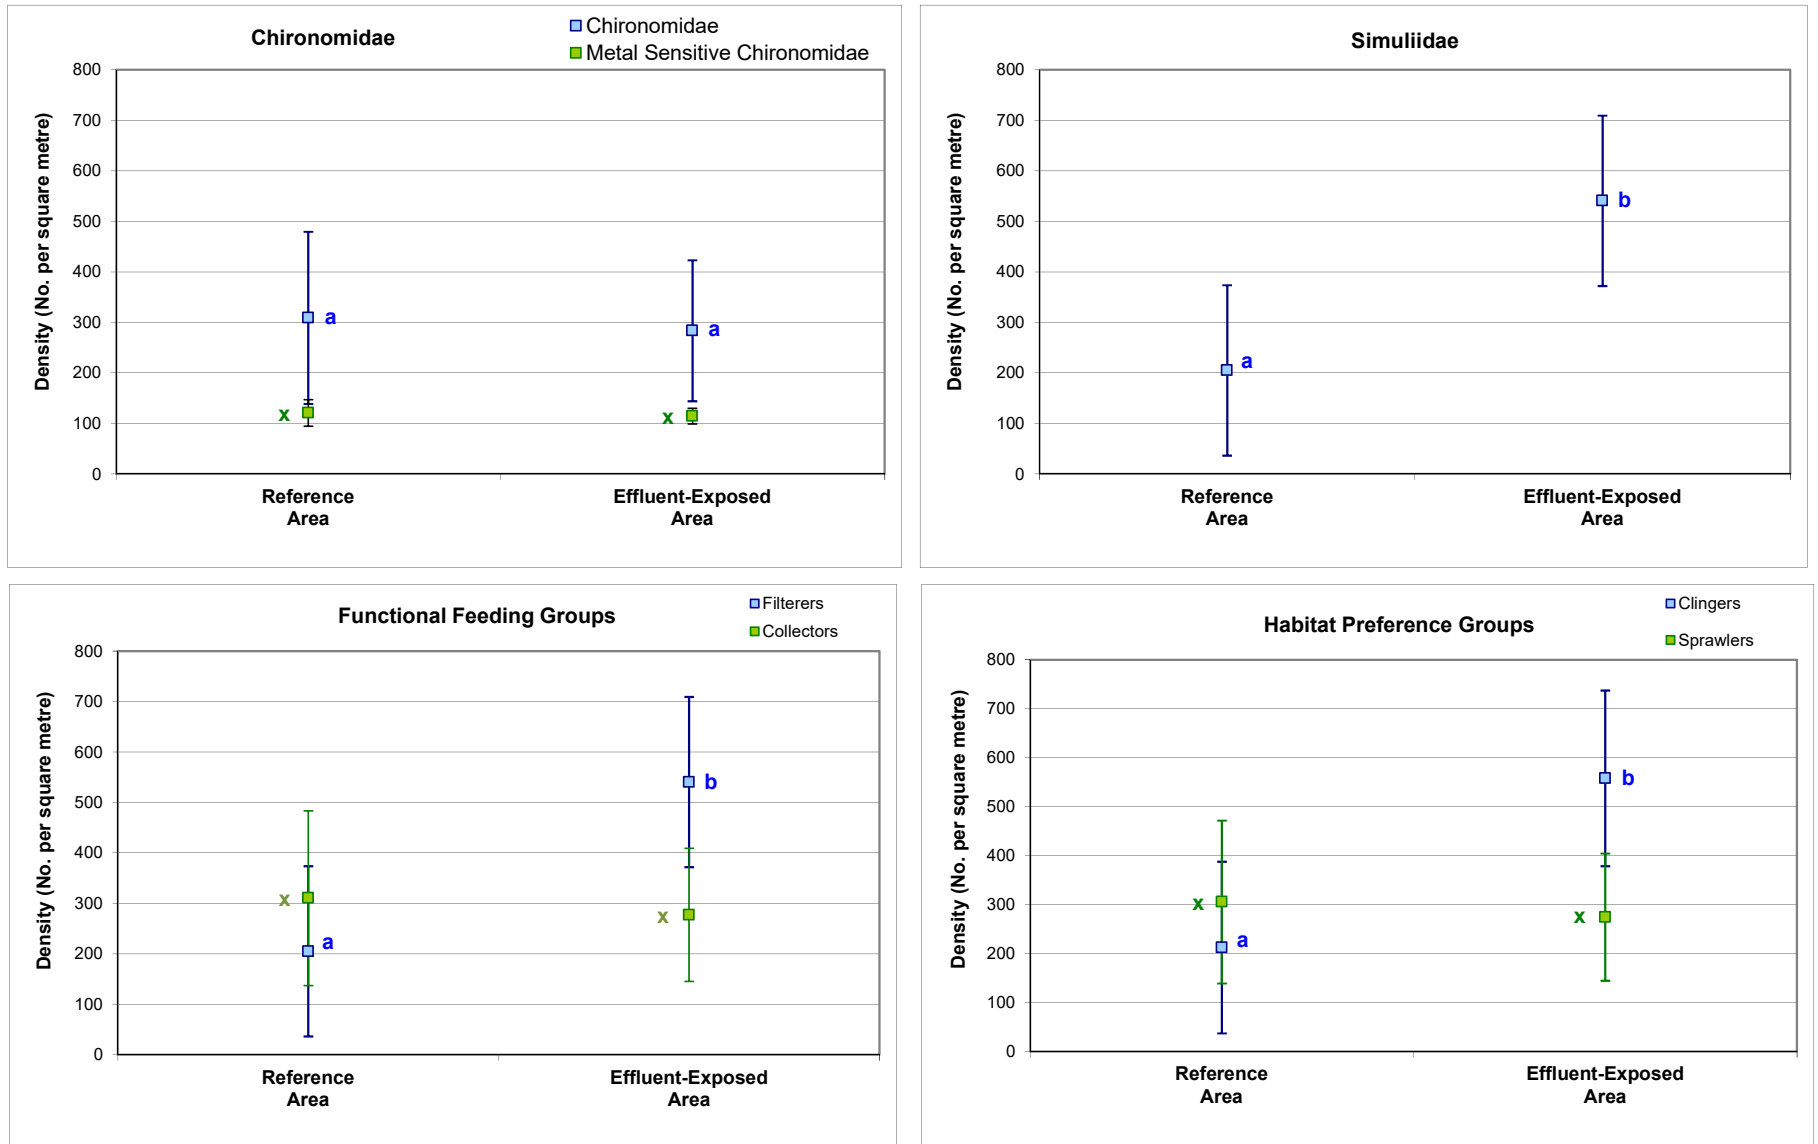 Chironomidae
Chironomidae
Metal Sensitive Chironomidae
Density (No. per square metre)
800
700
600
500
400
300
200
100
0
a
a
x
x
Reference
Area
Effluent-Exposed
Area
Simuliidae
Density (No. per square metre)
800
700
600
500
400
300
200
100
0
b
a
Reference
Area
Effluent-Exposed
Area
Functional Feeding Groups
Filterers
Collectors
Density (No. per square metre)
800
700
600
500
400
300
200
100
0
b
x
a
x
Reference
Area
Effluent-Exposed
Area
Habitat Preference Groups
Clingers
Sprawlers
Density (No. per square metre)
800
700
600
500
400
300
200
100
0
b
x
a
x
Reference
Area
Effluent-Exposed
Area